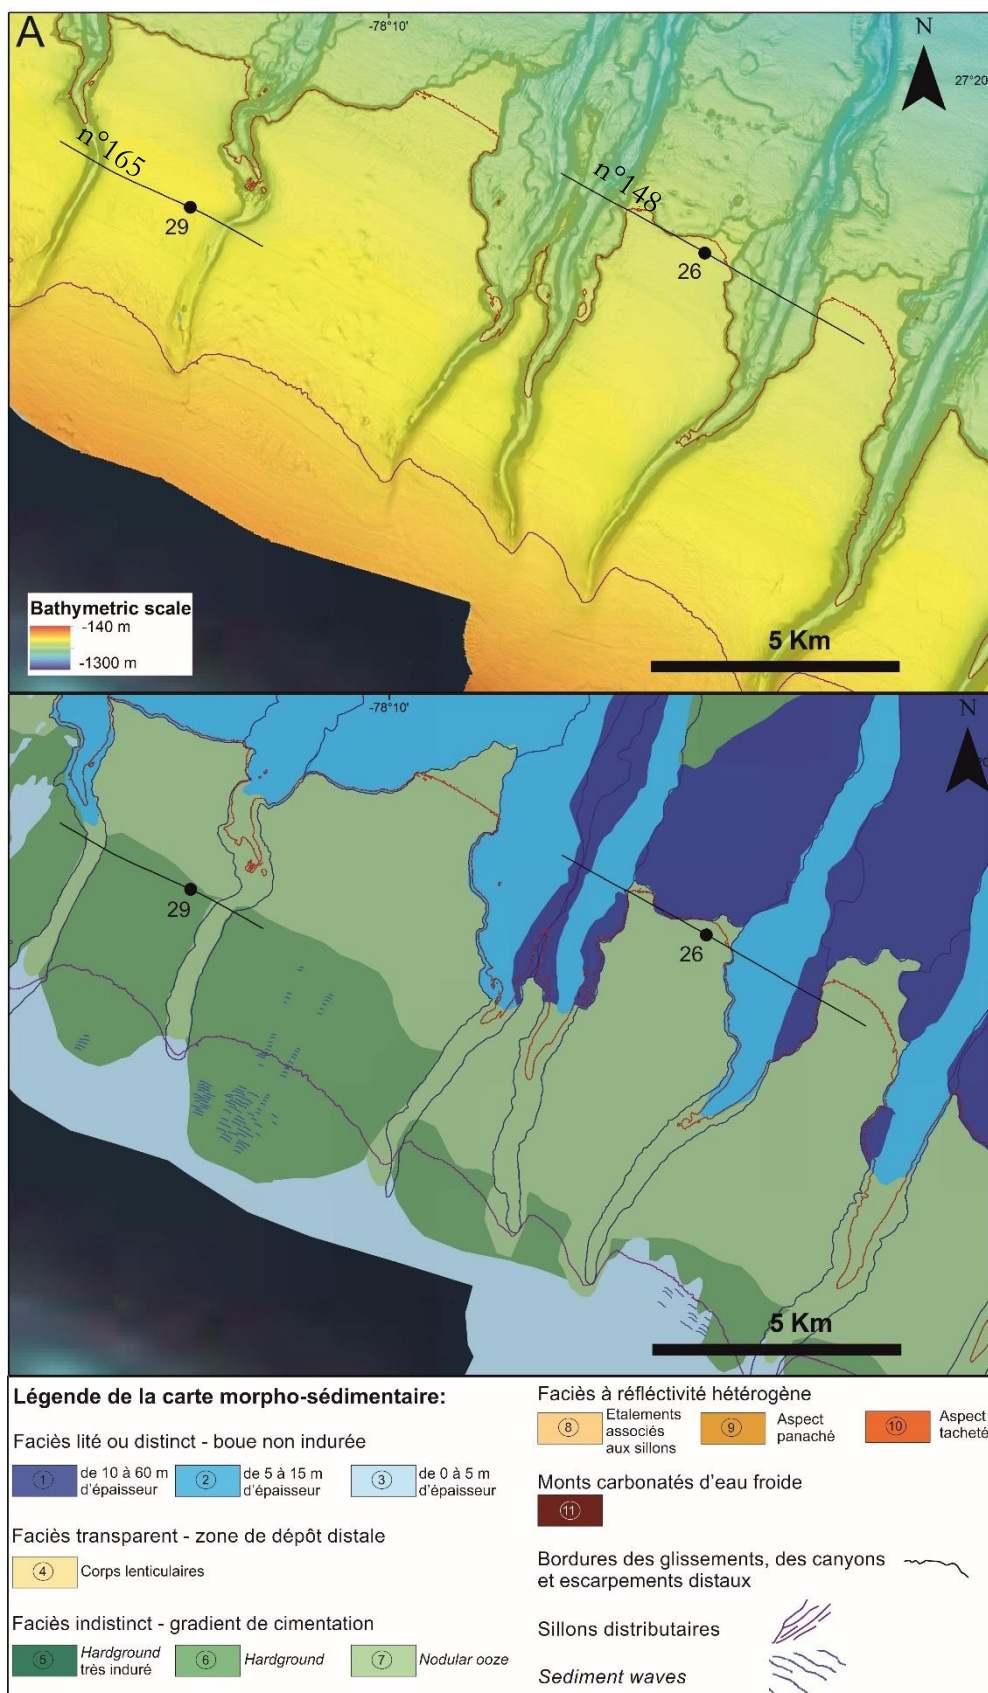 A
-78°10'
N
27°20'
n°165
29
n°148
26
Bathymetric scale
-140 m
-1300 m
5 Km
-78°10'
N
29
26
5 Km
Légende de la carte morpho-sédimentaire:
Faciès lité ou distinct - boue non indurée
1
de 10 à 60 m
d'épaisseur
2
de 5 à 15 m
d'épaisseur
3
de 0 à 5 m
d'épaisseur
Faciès transparent - zone de dépôt distale
4
Corps lenticulaires
Faciès indistinct - gradient de cimentation
5
Hardground
très induré
6
Hardground
7
Nodular ooze
Faciès à réfléctivité hétérogène
8
Etalements
associés
aux sillons
9
Aspect
panaché
10
Aspect
tacheté
Monts carbonatés d'eau froide
11
Bordures des glissements, des canyons
et escarpements distaux
Sillons distributaires
Sediment waves